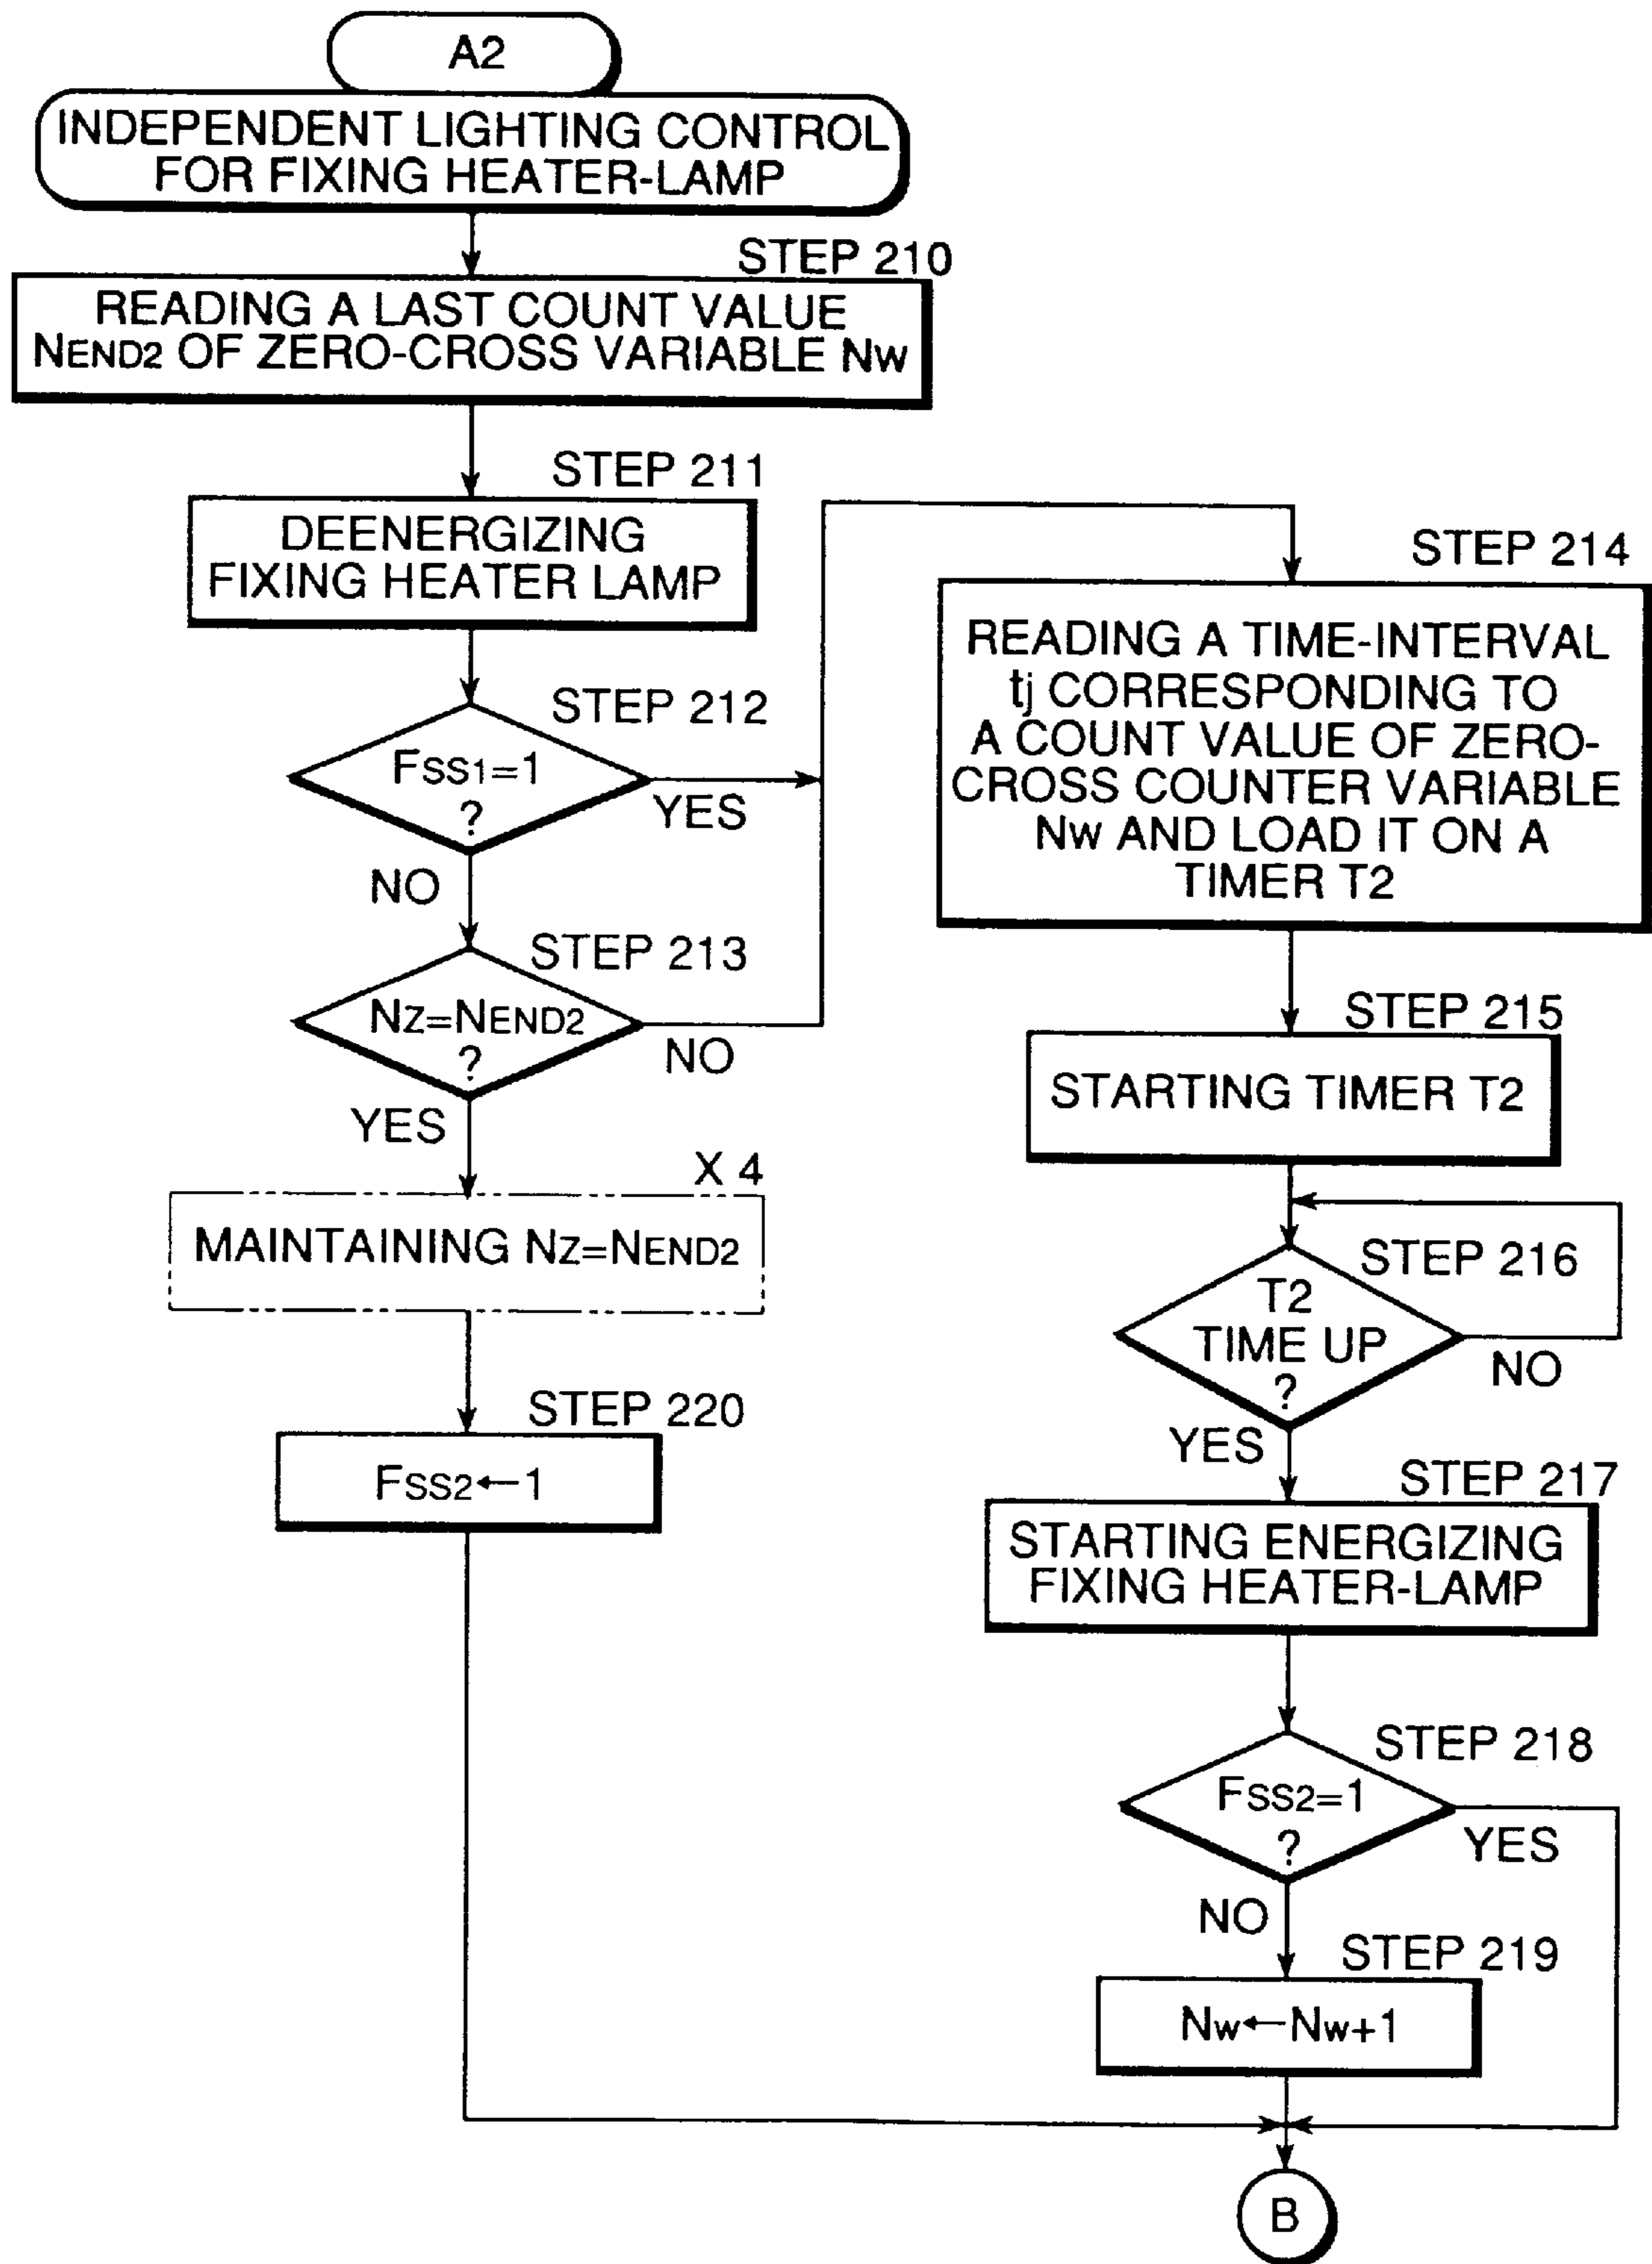 A2
INDEPENDENT LIGHTING CONTROL
FOR FIXING HEATER-LAMP
STEP 210
READING A LAST COUNT VALUE
NEND2 OF ZERO-CROSS VARIABLE Nw
STEP 211
DEENERGIZING
FIXING HEATER LAMP
STEP 212
FSS1=1
?
YES
NO
STEP 213
NZ=NEND2
?
NO
YES
X 4
MAINTAINING NZ=NEND2
STEP 220
FSS2←1
STEP 214
READING A TIME-INTERVAL
tj CORRESPONDING TO
A COUNT VALUE OF ZERO-
CROSS COUNTER VARIABLE
Nw AND LOAD IT ON A
TIMER T2
STEP 215
STARTING TIMER T2
STEP 216
T2
TIME UP
?
NO
YES
STEP 217
STARTING ENERGIZING
FIXING HEATER-LAMP
STEP 218
FSS2=1
?
YES
NO
STEP 219
Nw←Nw+1
B